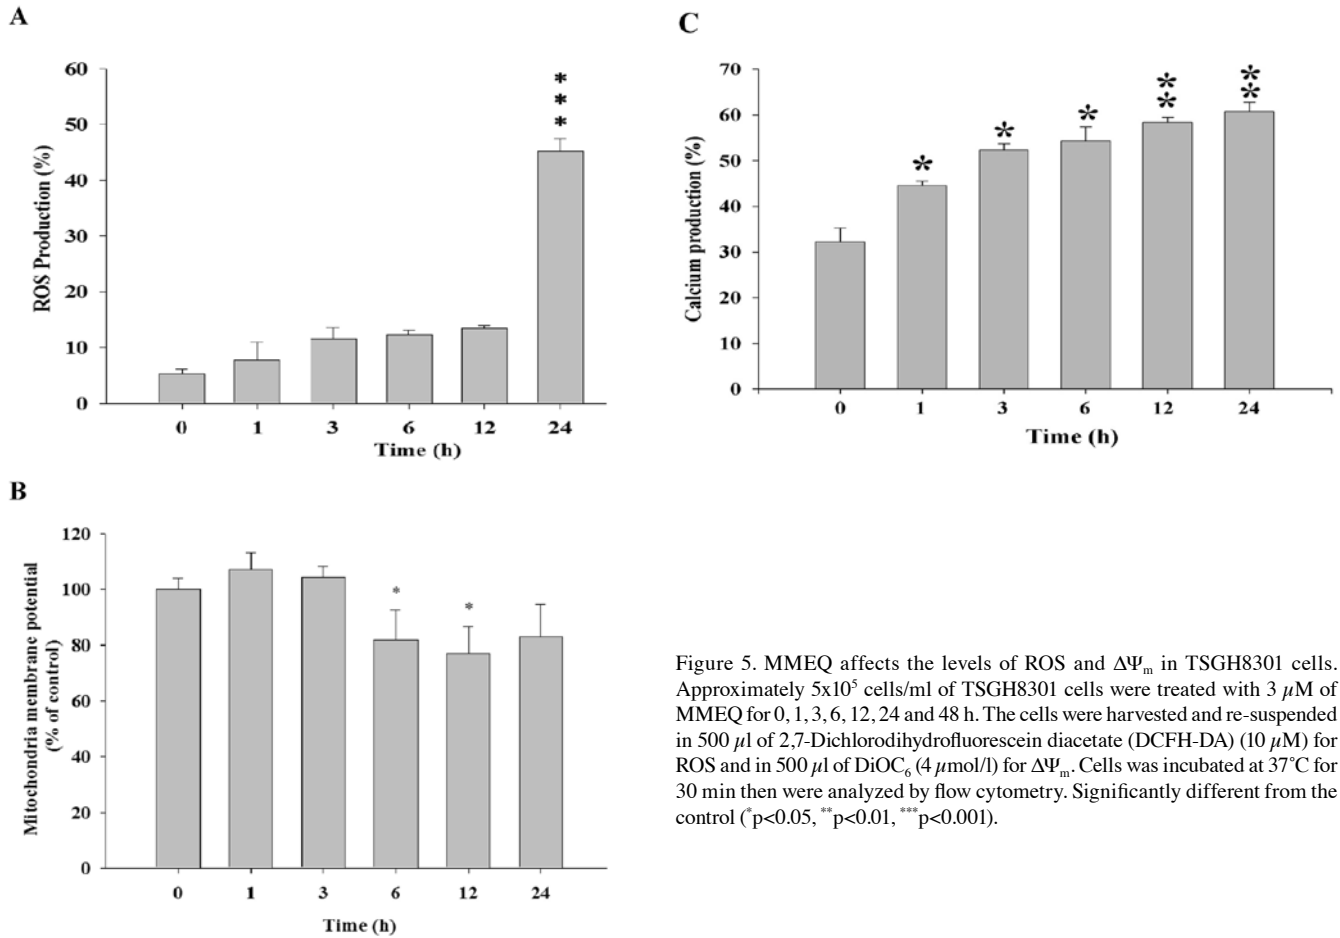 A
60
50
40
30
20
10
0
ROS Production (%)
*
*
*
0 1 3 6 12 24
Time (h)
C
70
60
50
40
30
20
10
0
Calcium production (%)
* * * ** **
0 1 3 6 12 24
Time (h)
B
120
100
80
60
40
20
0
Mitochondria membrane potential
(% of control)
* *
0 1 3 6 12 24
Time (h)
Figure 5. MMEQ affects the levels of ROS and ΔΨm in TSGH8301 cells.
Approximately 5x10⁵ cells/ml of TSGH8301 cells were treated with 3 µM of
MMEQ for 0, 1, 3, 6, 12, 24 and 48 h. The cells were harvested and re-suspended
in 500 µl of 2,7-Dichlorodihydrofluorescein diacetate (DCFH-DA) (10 µM) for
ROS and in 500 µl of DiOC₆ (4 µmol/l) for ΔΨm. Cells was incubated at 37˚C for
30 min then were analyzed by flow cytometry. Significantly different from the
control (*p<0.05, **p<0.01, ***p<0.001).